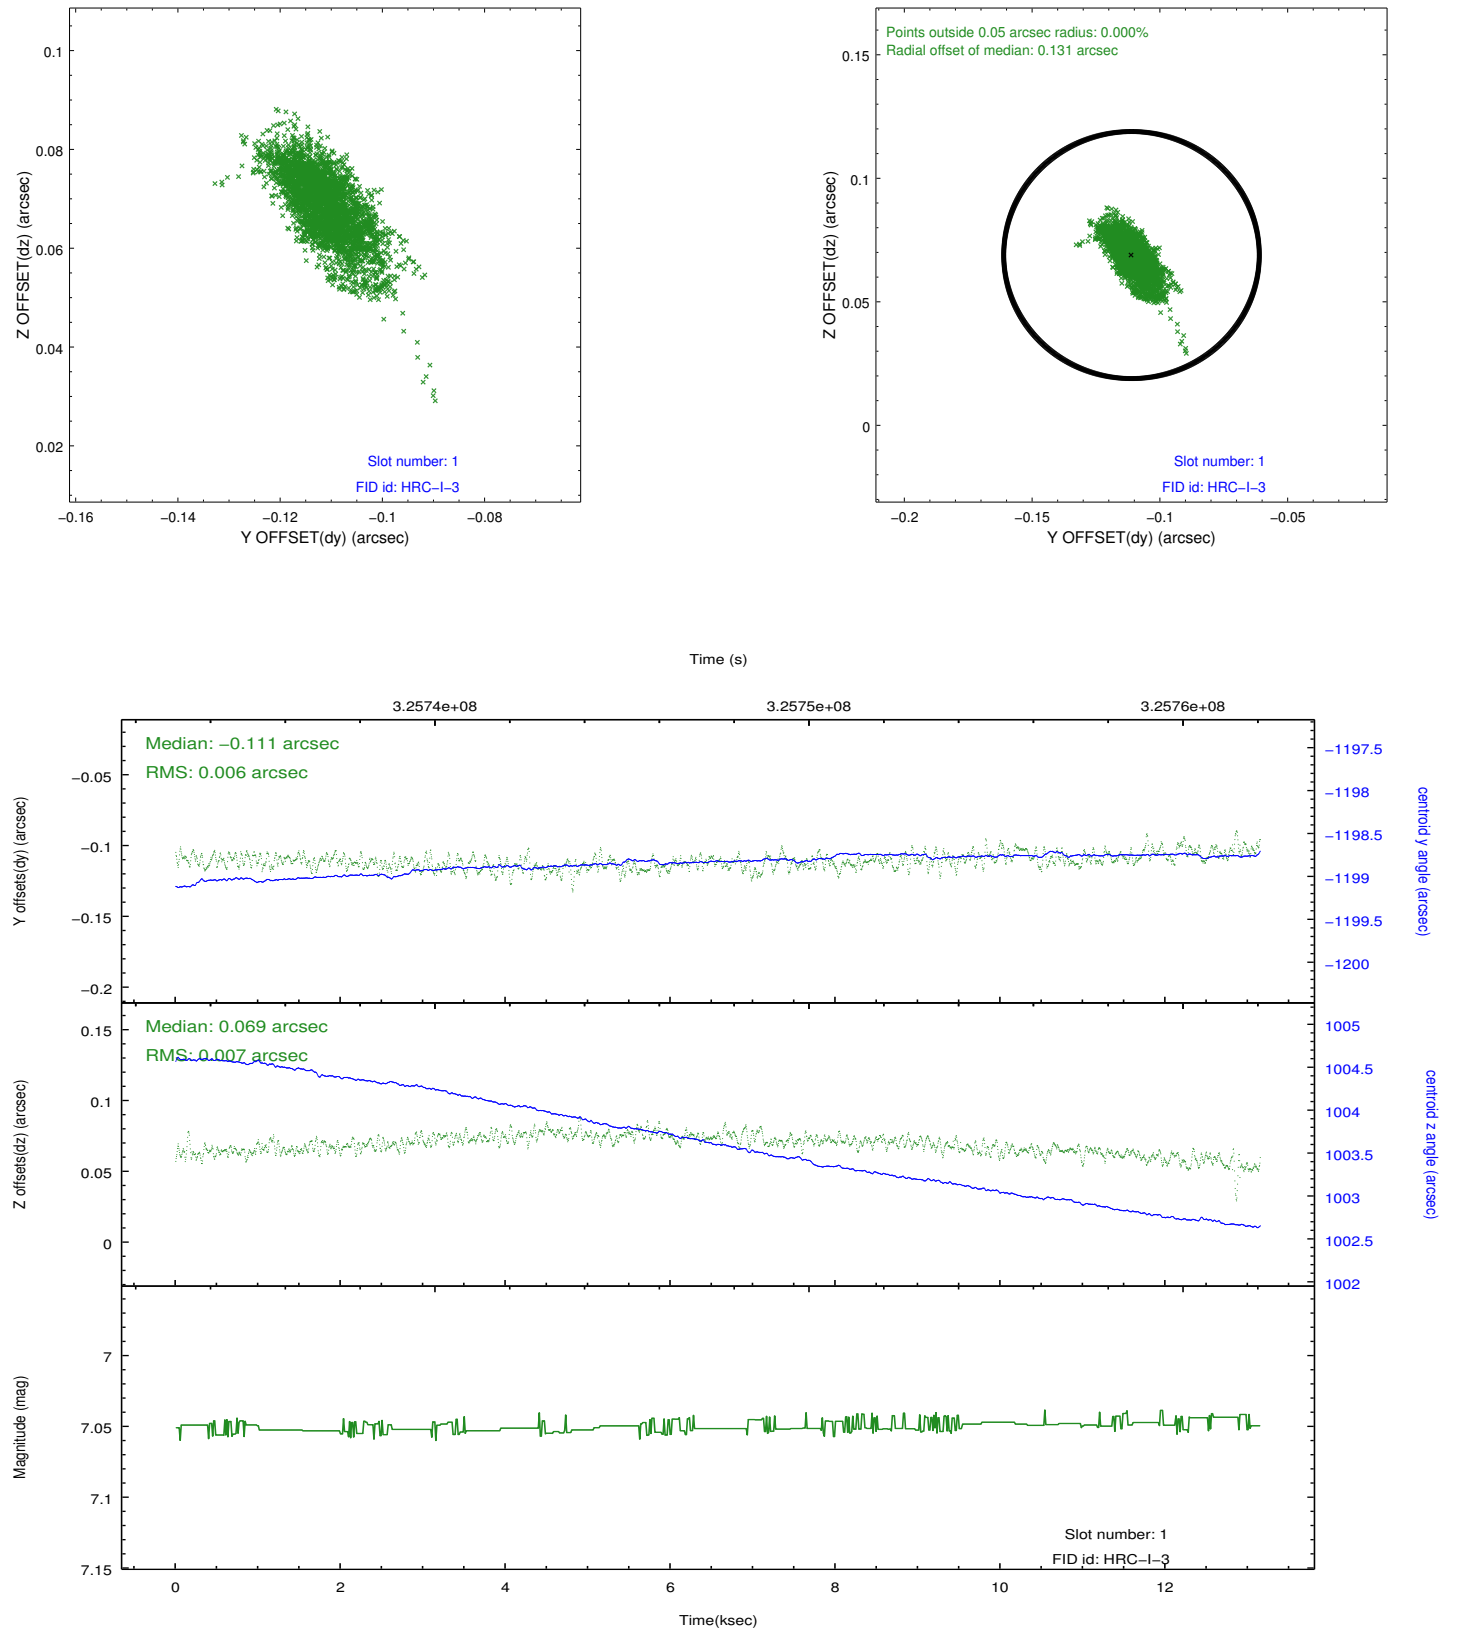 0.1
0.08
0.06
0.04
0.02
Z OFFSET(dz) (arcsec)
Slot number: 1
FID id: HRC−I−3
−0.16 −0.14 −0.12 −0.1 −0.08
Y OFFSET(dy) (arcsec)
Points outside 0.05 arcsec radius: 0.000%
Radial offset of median: 0.131 arcsec
0.15
0.1
0.05
0
Z OFFSET(dz) (arcsec)
Slot number: 1
FID id: HRC−I−3
−0.2 −0.15 −0.1 −0.05
Y OFFSET(dy) (arcsec)
Time (s)
3.2574e+08 3.2575e+08 3.2576e+08
Median: −0.111 arcsec
RMS: 0.006 arcsec
−0.05
−0.1
−0.15
−0.2
Y offsets(dy) (arcsec)
−1197.5
−1198
−1198.5
−1199
−1199.5
−1200
centroid y angle (arcsec)
Median: 0.069 arcsec
RMS: 0.007 arcsec
0.15
0.1
0.05
0
Z offsets(dz) (arcsec)
1005
1004.5
1004
1003.5
1003
1002.5
1002
centroid z angle (arcsec)
7
7.05
7.1
7.15
Magnitude (mag)
Slot number: 1
FID id: HRC−I−3
0 2 4 6 8 10 12
Time(ksec)